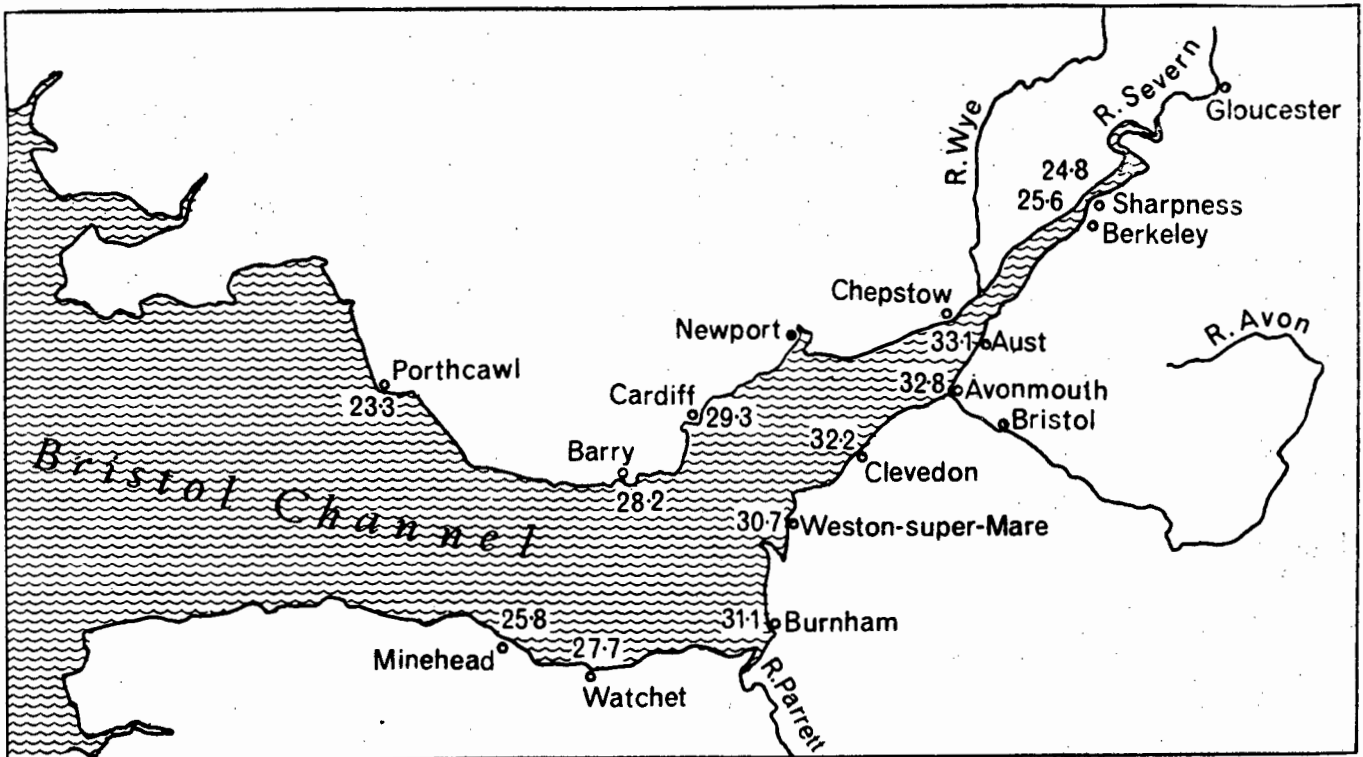 R. Severn
Gloucester
R. Wye
24·8
25·6
Sharpness
Berkeley
Chepstow
Newport
33·1
Aust
R. Avon
Porthcawl
23·3
Cardiff
29·3
32·8
Avonmouth
Bristol
32·2
Clevedon
Barry
28·2
Bristol Channel
30·7
Weston-super-Mare
25·8
31·1
Burnham
Minehead
27·7
Watchet
R. Parrett